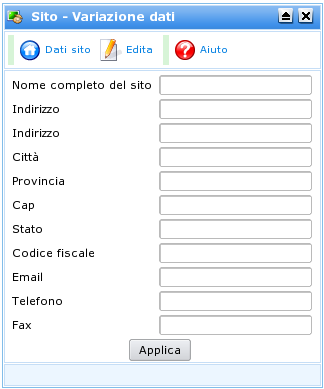 Sito - Variazione dati
Dati sito Edita Aiuto
Nome completo del sito
Indirizzo
Indirizzo
Città
Provincia
Cap
Stato
Codice fiscale
Email
Telefono
Fax
Applica